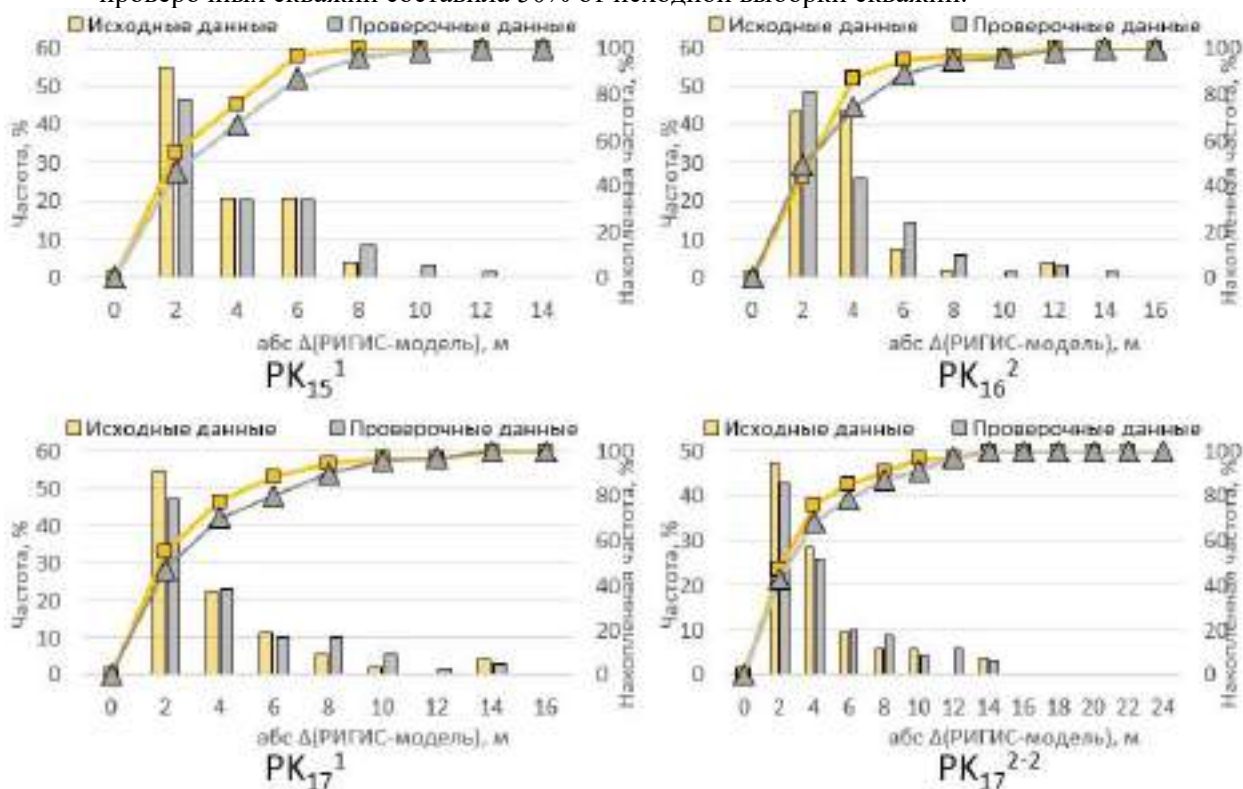 проверочных скважин составила 30% от исходной выборки скважин.
Исходные данные Проверочные данные
Частота, %
60 50 40 30 20 10 0
100 80 60 40 20 0
Накопленная частота, %
0 2 4 6 8 10 12 14
абс Δ(РИГИС-модель), м
РК₁₅¹
Исходные данные Проверочные данные
Частота, %
60 50 40 30 20 10 0
100 80 60 40 20 0
Накопленная частота, %
0 2 4 6 8 10 12 14 16
абс Δ(РИГИС-модель), м
РК₁₆²
Исходные данные Проверочные данные
Частота, %
60 50 40 30 20 10 0
100 80 60 40 20 0
Накопленная частота, %
0 2 4 6 8 10 12 14 16
абс Δ(РИГИС-модель), м
РК₁₇¹
Исходные данные Проверочные данные
Частота, %
50 40 30 20 10 0
100 80 60 40 20 0
Накопленная частота, %
0 2 4 6 8 10 12 14 16 18 20 22 24
абс Δ(РИГИС-модель), м
РК₁₇²⁻²